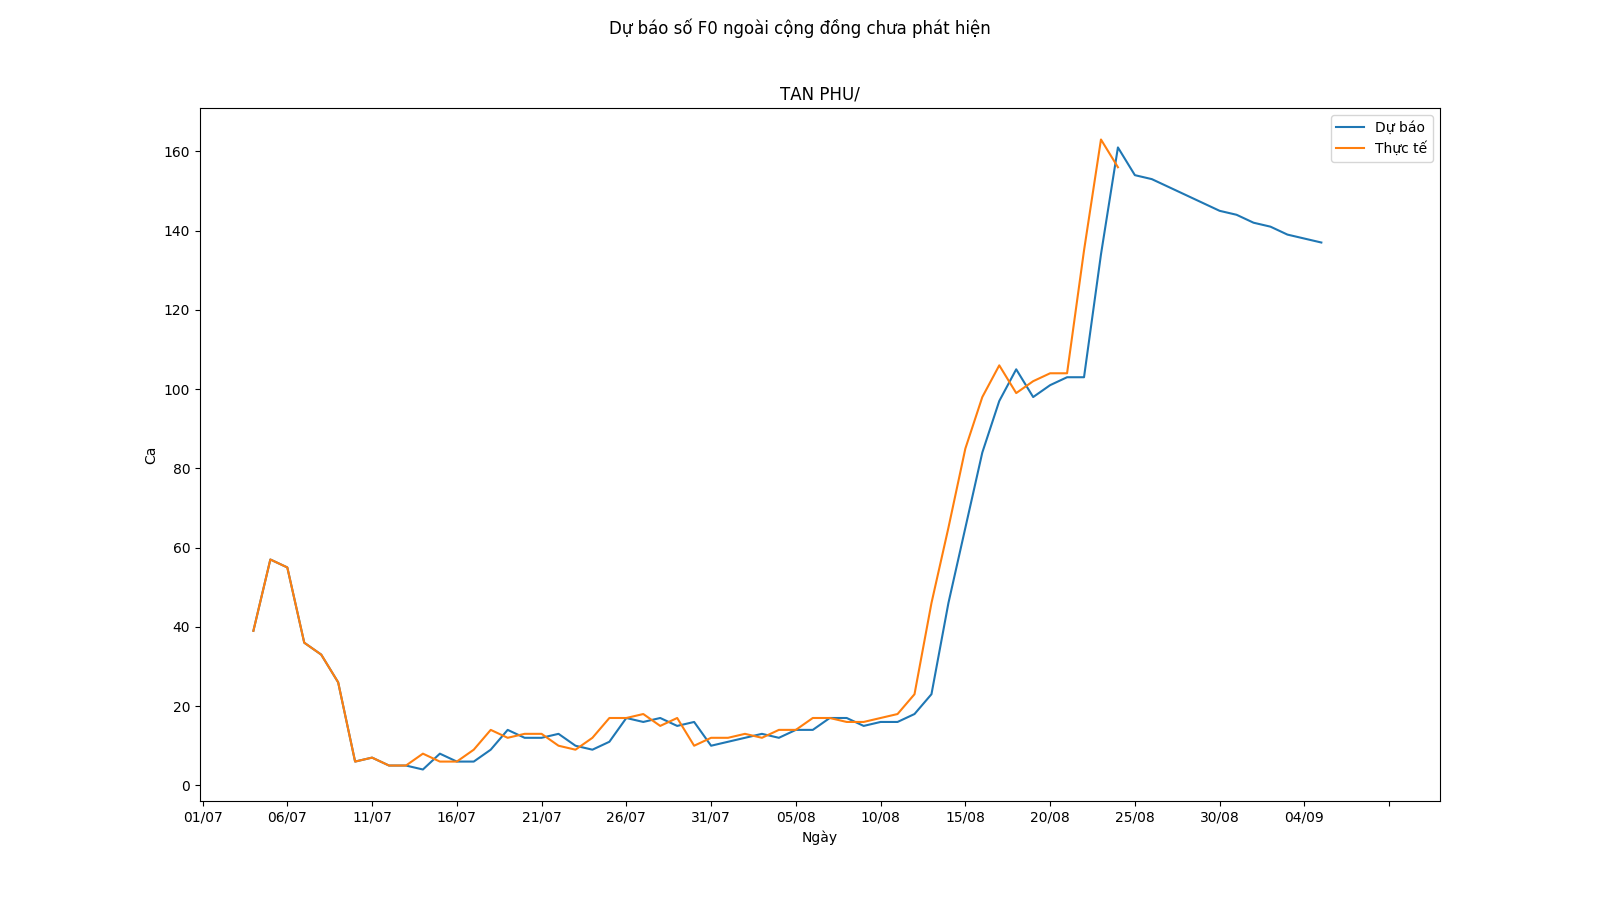 Dự báo số F0 ngoài cộng đồng chưa phát hiện
TAN PHU/
Dự báo
Thực tế
160
140
120
100
80
60
40
20
0
Ca
01/07 06/07 11/07 16/07 21/07 26/07 31/07 05/08 10/08 15/08 20/08 25/08 30/08 04/09
Ngày